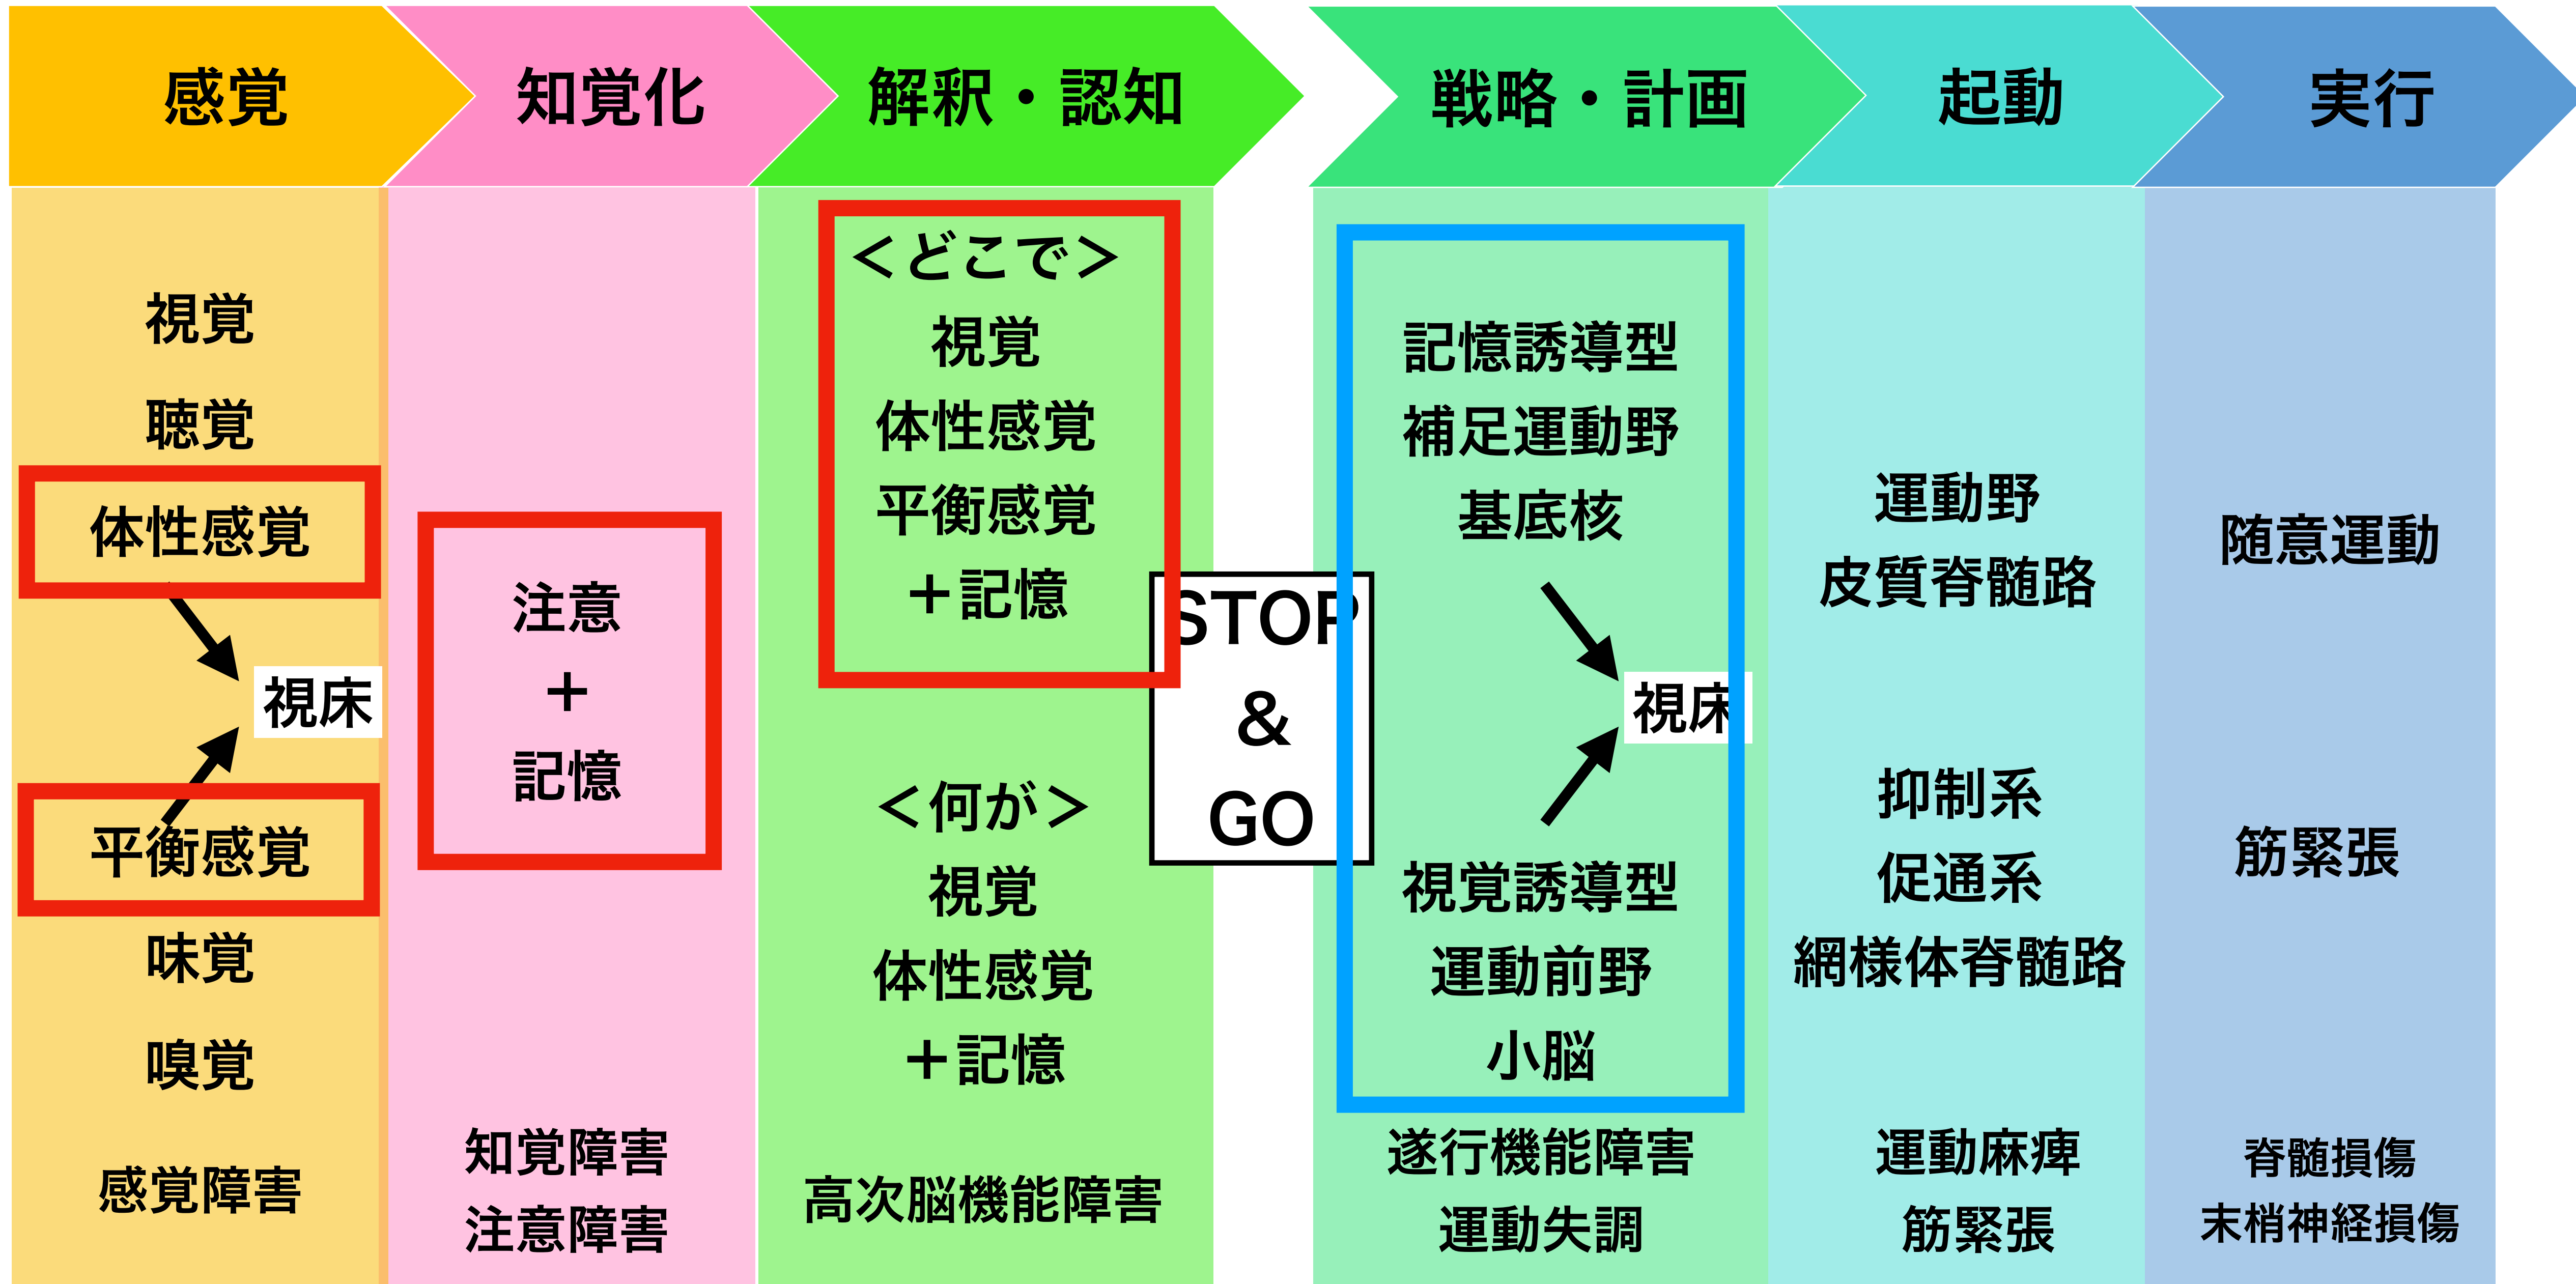 感覚
知覚化
解釈・認知
戦略・計画
起動
実行
視覚
聴覚
体性感覚
視床
平衡感覚
味覚
嗅覚
感覚障害
注意
+
記憶
知覚障害
注意障害
<どこで>
視覚
体性感覚
平衡感覚
+記憶
<何が>
視覚
体性感覚
+記憶
高次脳機能障害
STOP
&
GO
記憶誘導型
補足運動野
基底核
視床
視覚誘導型
運動前野
小脳
遂行機能障害
運動失調
運動野
皮質脊髄路
抑制系
促通系
網様体脊髄路
運動麻痺
筋緊張
随意運動
筋緊張
脊髄損傷
末梢神経損傷